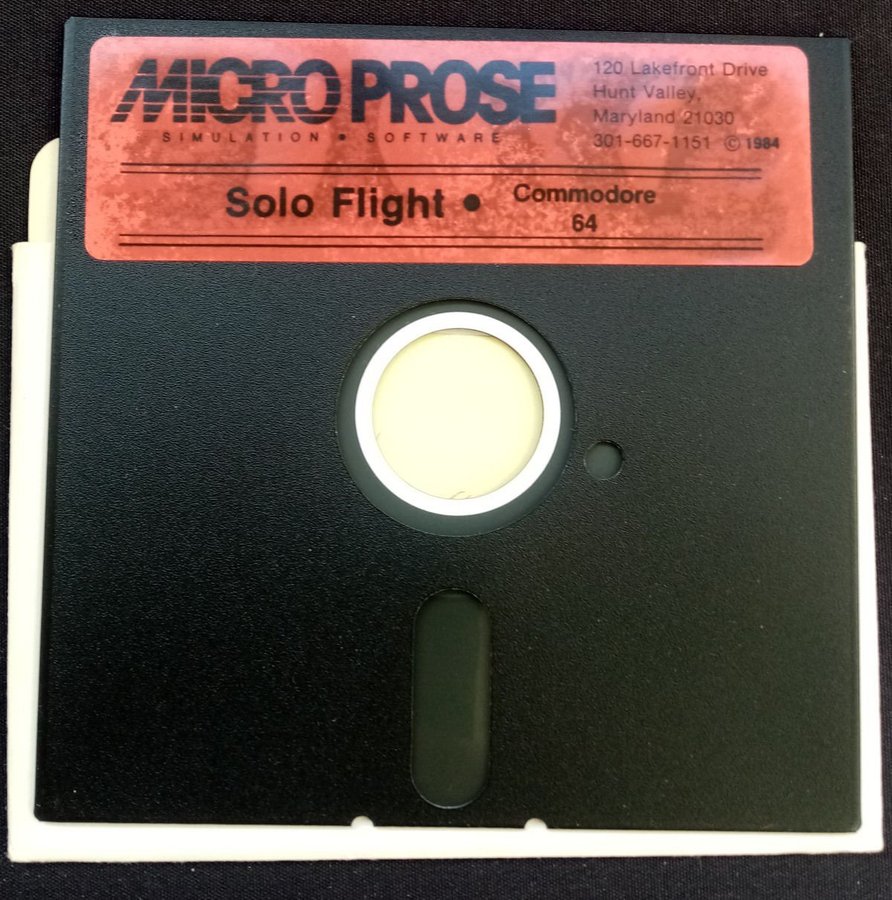 MICRO PROSE
SIMULATION • SOFTWARE
120 Lakefront Drive
Hunt Valley,
Maryland 21030
301-667-1151 © 1984
Solo Flight • Commodore
64